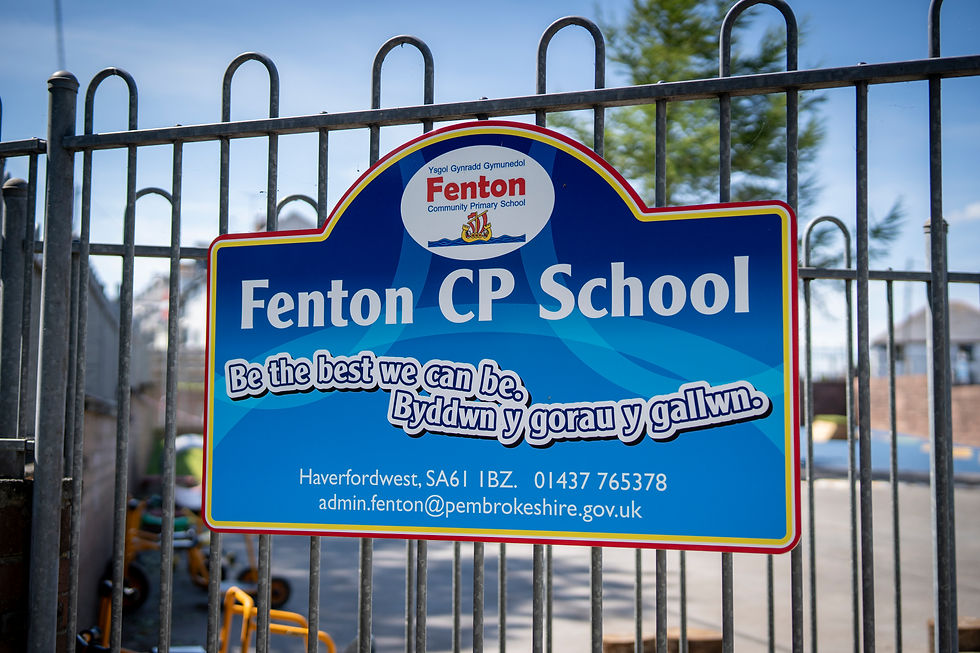 Ysgol Gynradd Gymunedol
Fenton
Community Primary School
Fenton CP School
Be the best we can be.
Byddwn y gorau y gallwn.
Haverfordwest, SA61 1BZ. 01437 765378
admin.fenton@pembrokeshire.gov.uk